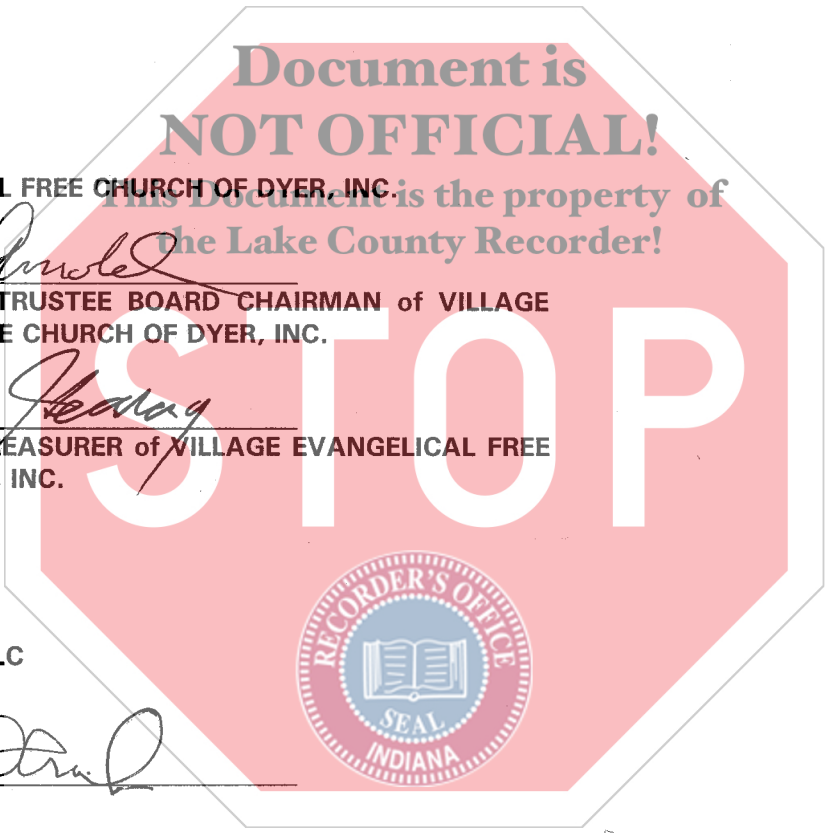 Document is
NOT OFFICIAL!
L FREE CHURCH OF DYER, INC.
This Document is the property of
the Lake County Recorder!
TRUSTEE BOARD CHAIRMAN of VILLAGE
E CHURCH OF DYER, INC.
STOP
EASURER of VILLAGE EVANGELICAL FREE
INC.
RECORDER'S OFFICE
SEAL
INDIANA
LC